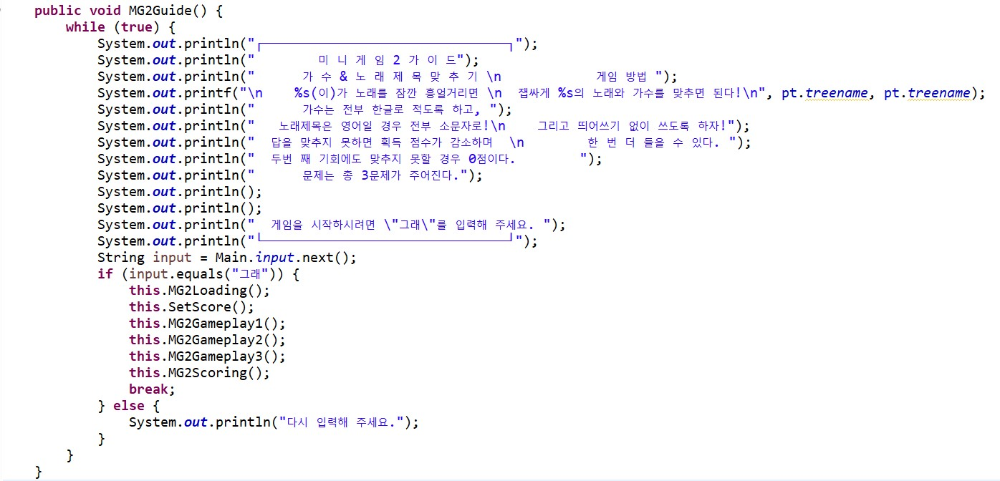 public void MG2Guide() {
    while (true) {
        System.out.println("┌────────────────────────────────┐");
        System.out.println("        미 니 게 임 2 가 이 드");
        System.out.println("      가 수 & 노 래 제 목 맞 추 기 \n            게임 방법 ");
        System.out.printf("\n    %s(이)가 노래를 잠깐 흥얼거리면 \n  잽싸게 %s의 노래와 가수를 맞추면 된다!\n", pt.treename, pt.treename);
        System.out.println("      가수는 전부 한글로 적도록 하고, ");
        System.out.println("   노래제목은 영어일 경우 전부 소문자로!\n    그리고 띄어쓰기 없이 쓰도록 하자!");
        System.out.println("  답을 맞추지 못하면 획득 점수가 감소하며  \n        한 번 더 들을 수 있다. ");
        System.out.println("  두번 째 기회에도 맞추지 못할 경우 0점이다.        ");
        System.out.println("      문제는 총 3문제가 주어진다.");
        System.out.println();
        System.out.println();
        System.out.println("  게임을 시작하시려면 \"그래\"를 입력해 주세요. ");
        System.out.println("└────────────────────────────────┘");
        String input = Main.input.next();
        if (input.equals("그래")) {
            this.MG2Loading();
            this.SetScore();
            this.MG2Gameplay1();
            this.MG2Gameplay2();
            this.MG2Gameplay3();
            this.MG2Scoring();
            break;
        } else {
            System.out.println("다시 입력해 주세요.");
        }
    }
}